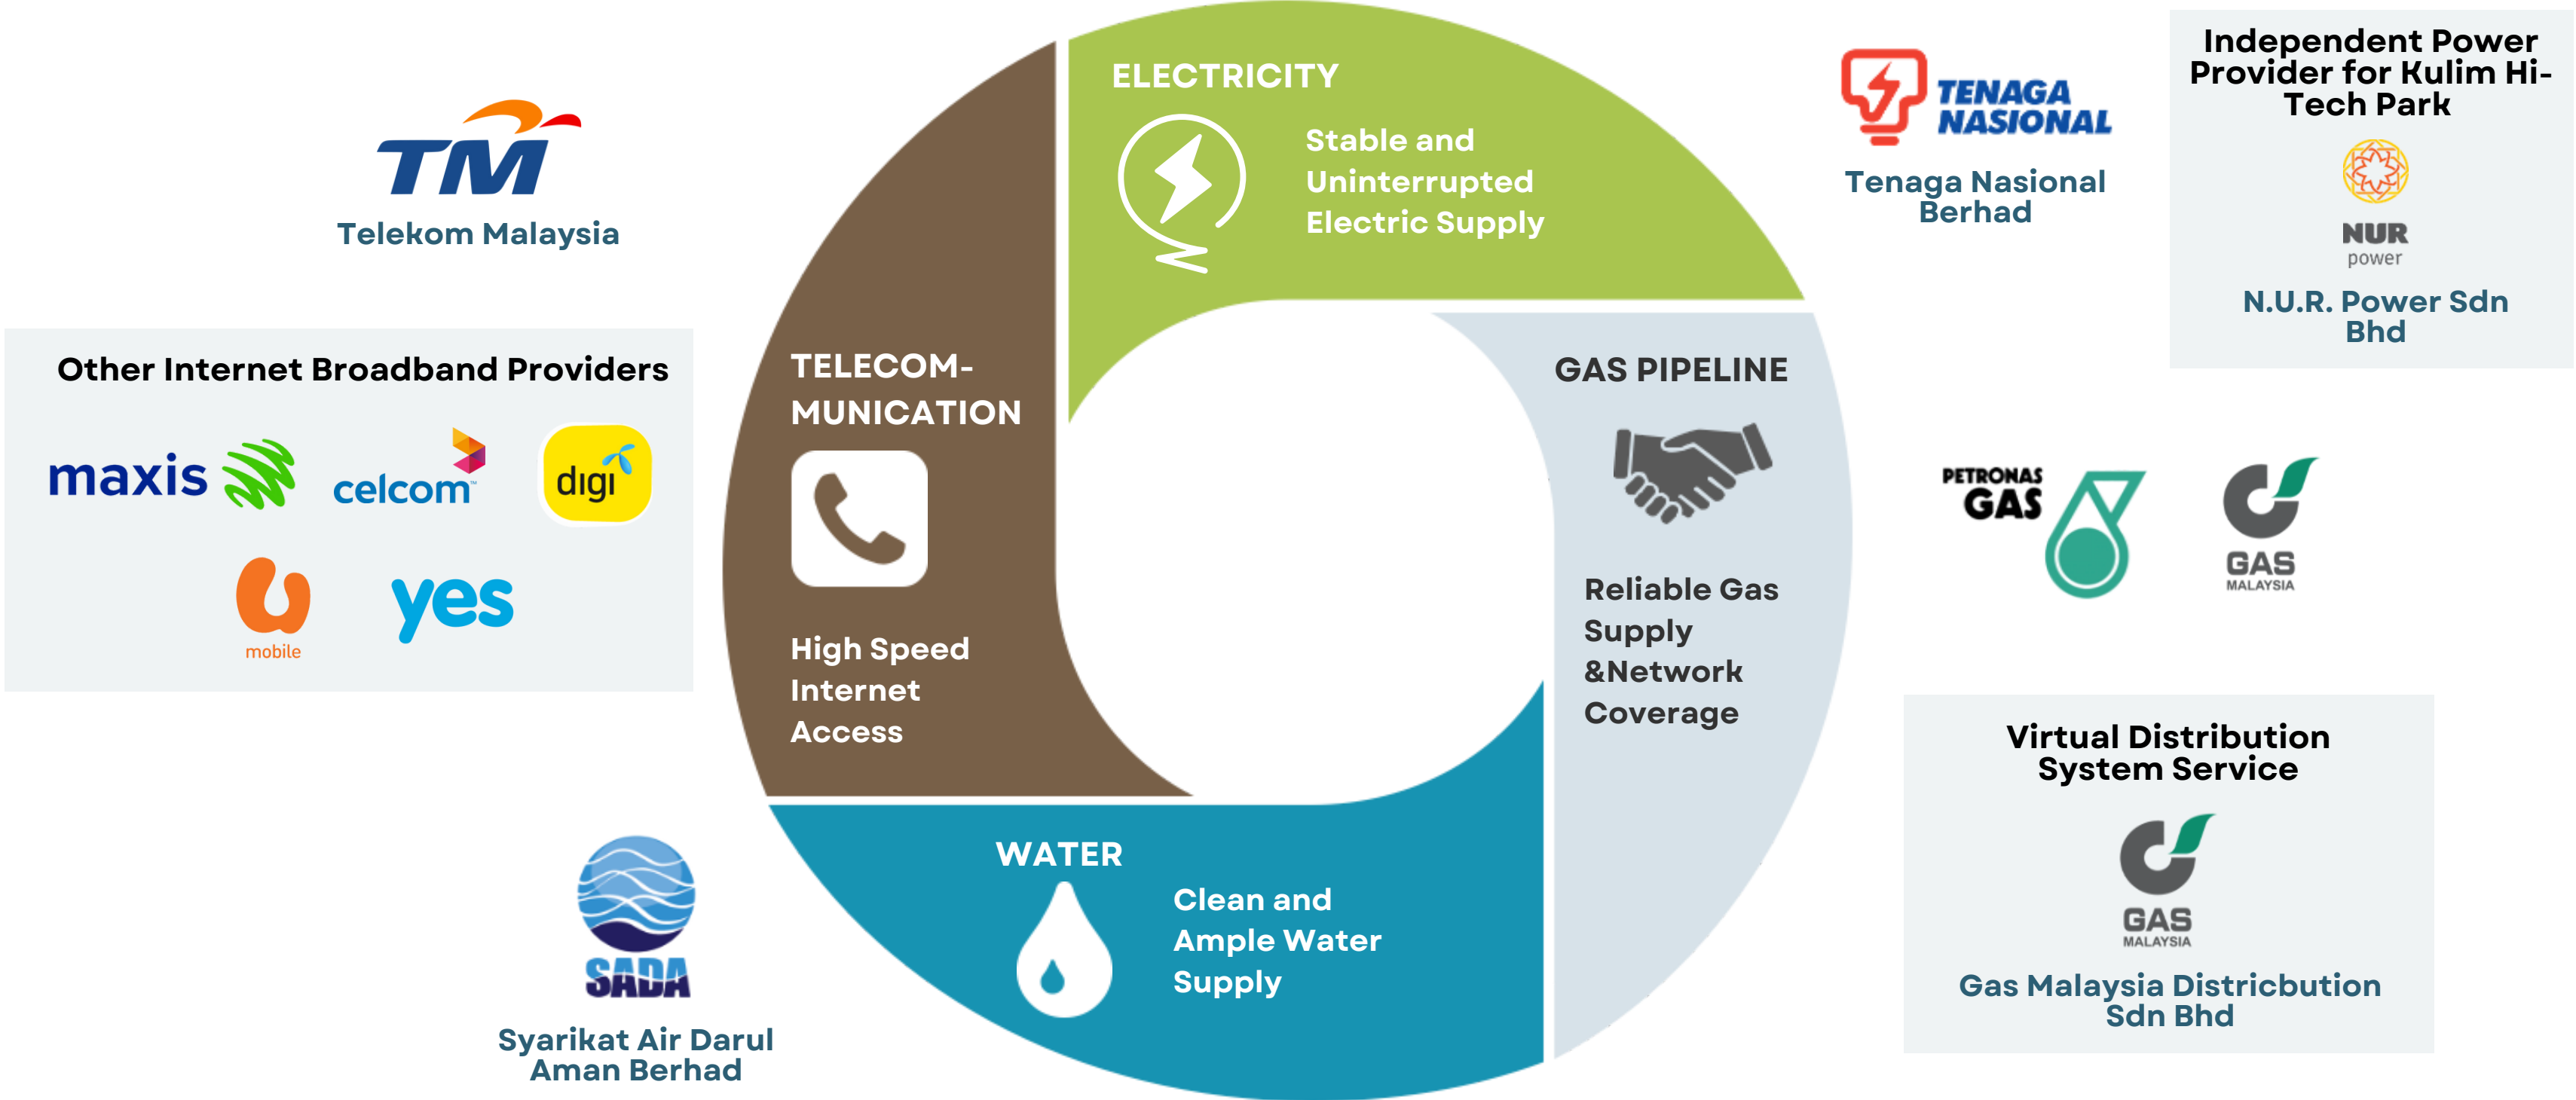 ELECTRICITY
Stable and
Uninterrupted
Electric Supply
TENAGA
NASIONAL
Tenaga Nasional
Berhad
Independent Power
Provider for Kulim Hi-
Tech Park
NUR
power
N.U.R. Power Sdn
Bhd
TM
Telekom Malaysia
Other Internet Broadband Providers
maxis
celcom™
digi
mobile
yes
TELECOM-
MUNICATION
High Speed
Internet
Access
GAS PIPELINE
Reliable Gas
Supply
&Network
Coverage
PETRONAS
GAS
GAS
MALAYSIA
Virtual Distribution
System Service
GAS
MALAYSIA
Gas Malaysia Districbution
Sdn Bhd
WATER
Clean and
Ample Water
Supply
SADA
Syarikat Air Darul
Aman Berhad